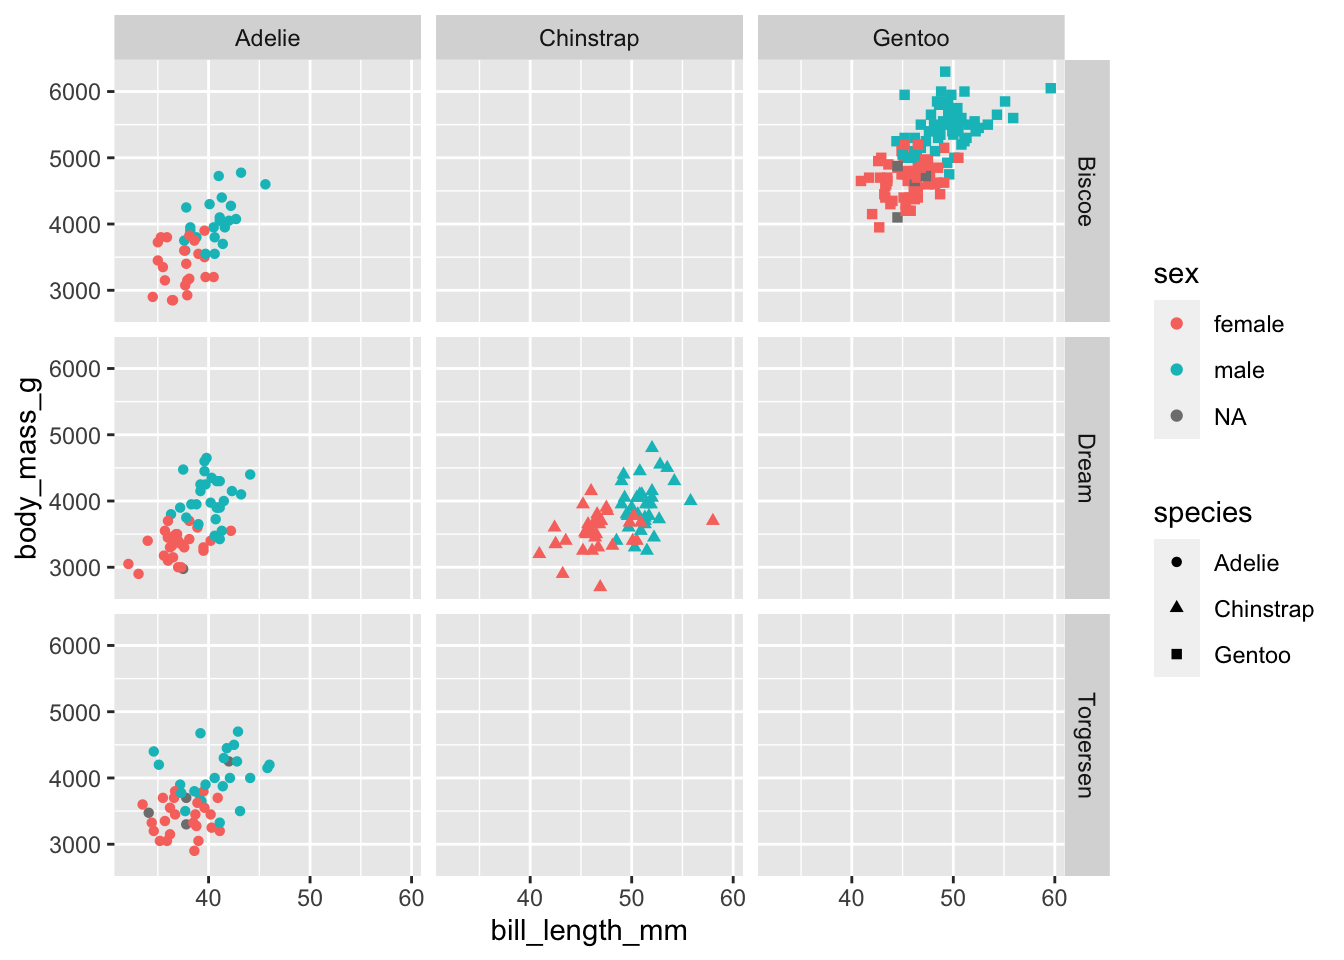 Adelie
Chinstrap
Gentoo
6000
5000
4000
3000
Biscoe
6000
5000
4000
3000
Dream
6000
5000
4000
3000
Torgersen
40 50 60
40 50 60
40 50 60
bill_length_mm
body_mass_g
sex
female
male
NA
species
Adelie
Chinstrap
Gentoo